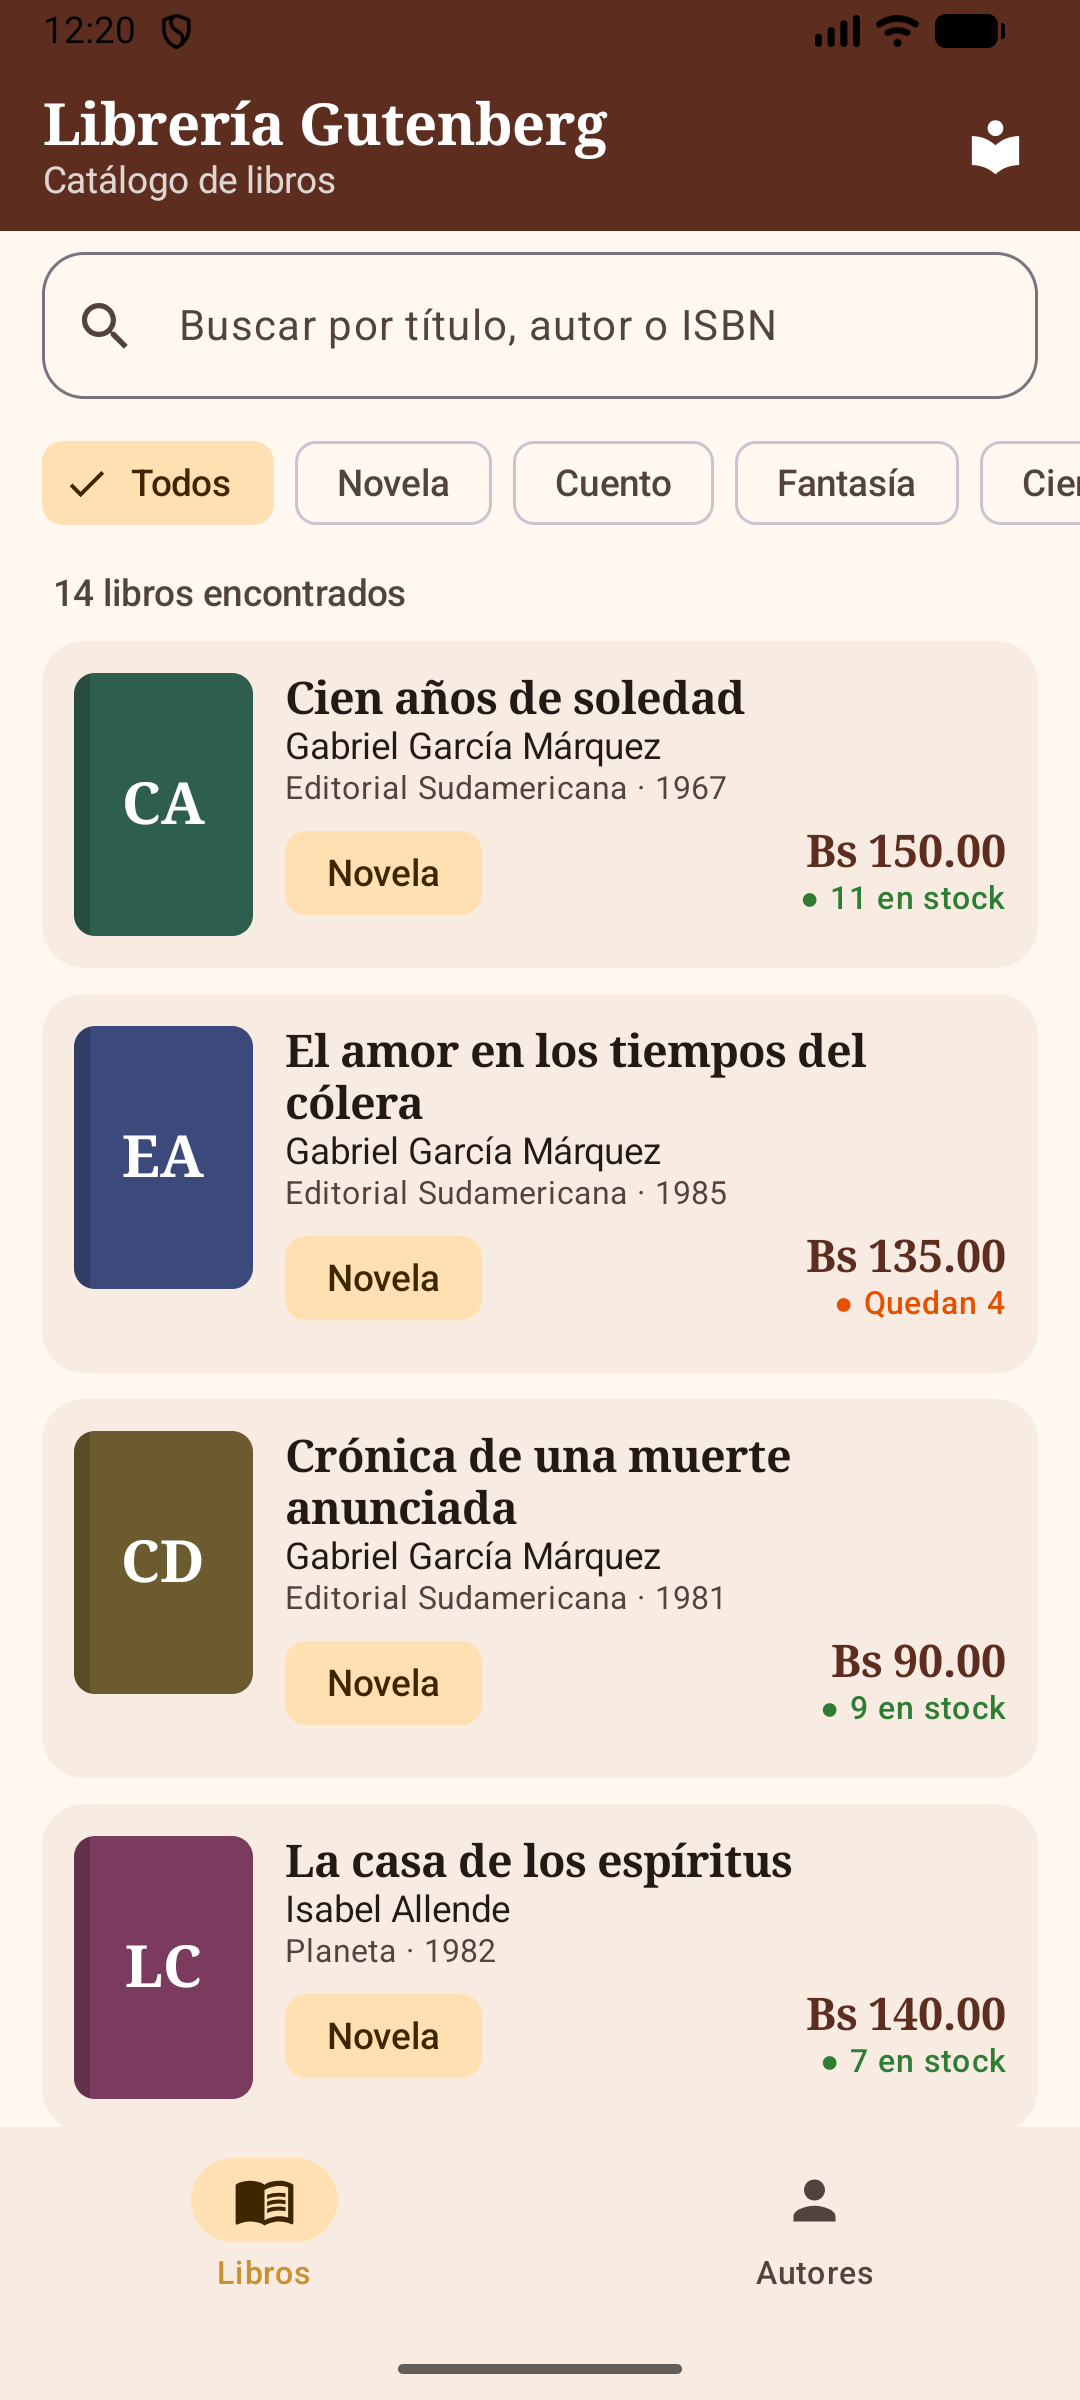 12:20
Librería Gutenberg
Catálogo de libros
Buscar por título, autor o ISBN
Todos
Novela
Cuento
Fantasía
Cien
14 libros encontrados
CA
Cien años de soledad
Gabriel García Márquez
Editorial Sudamericana · 1967
Novela
Bs 150.00
● 11 en stock
EA
El amor en los tiempos del
cólera
Gabriel García Márquez
Editorial Sudamericana · 1985
Novela
Bs 135.00
● Quedan 4
CD
Crónica de una muerte
anunciada
Gabriel García Márquez
Editorial Sudamericana · 1981
Novela
Bs 90.00
● 9 en stock
LC
La casa de los espíritus
Isabel Allende
Planeta · 1982
Novela
Bs 140.00
● 7 en stock
Libros
Autores